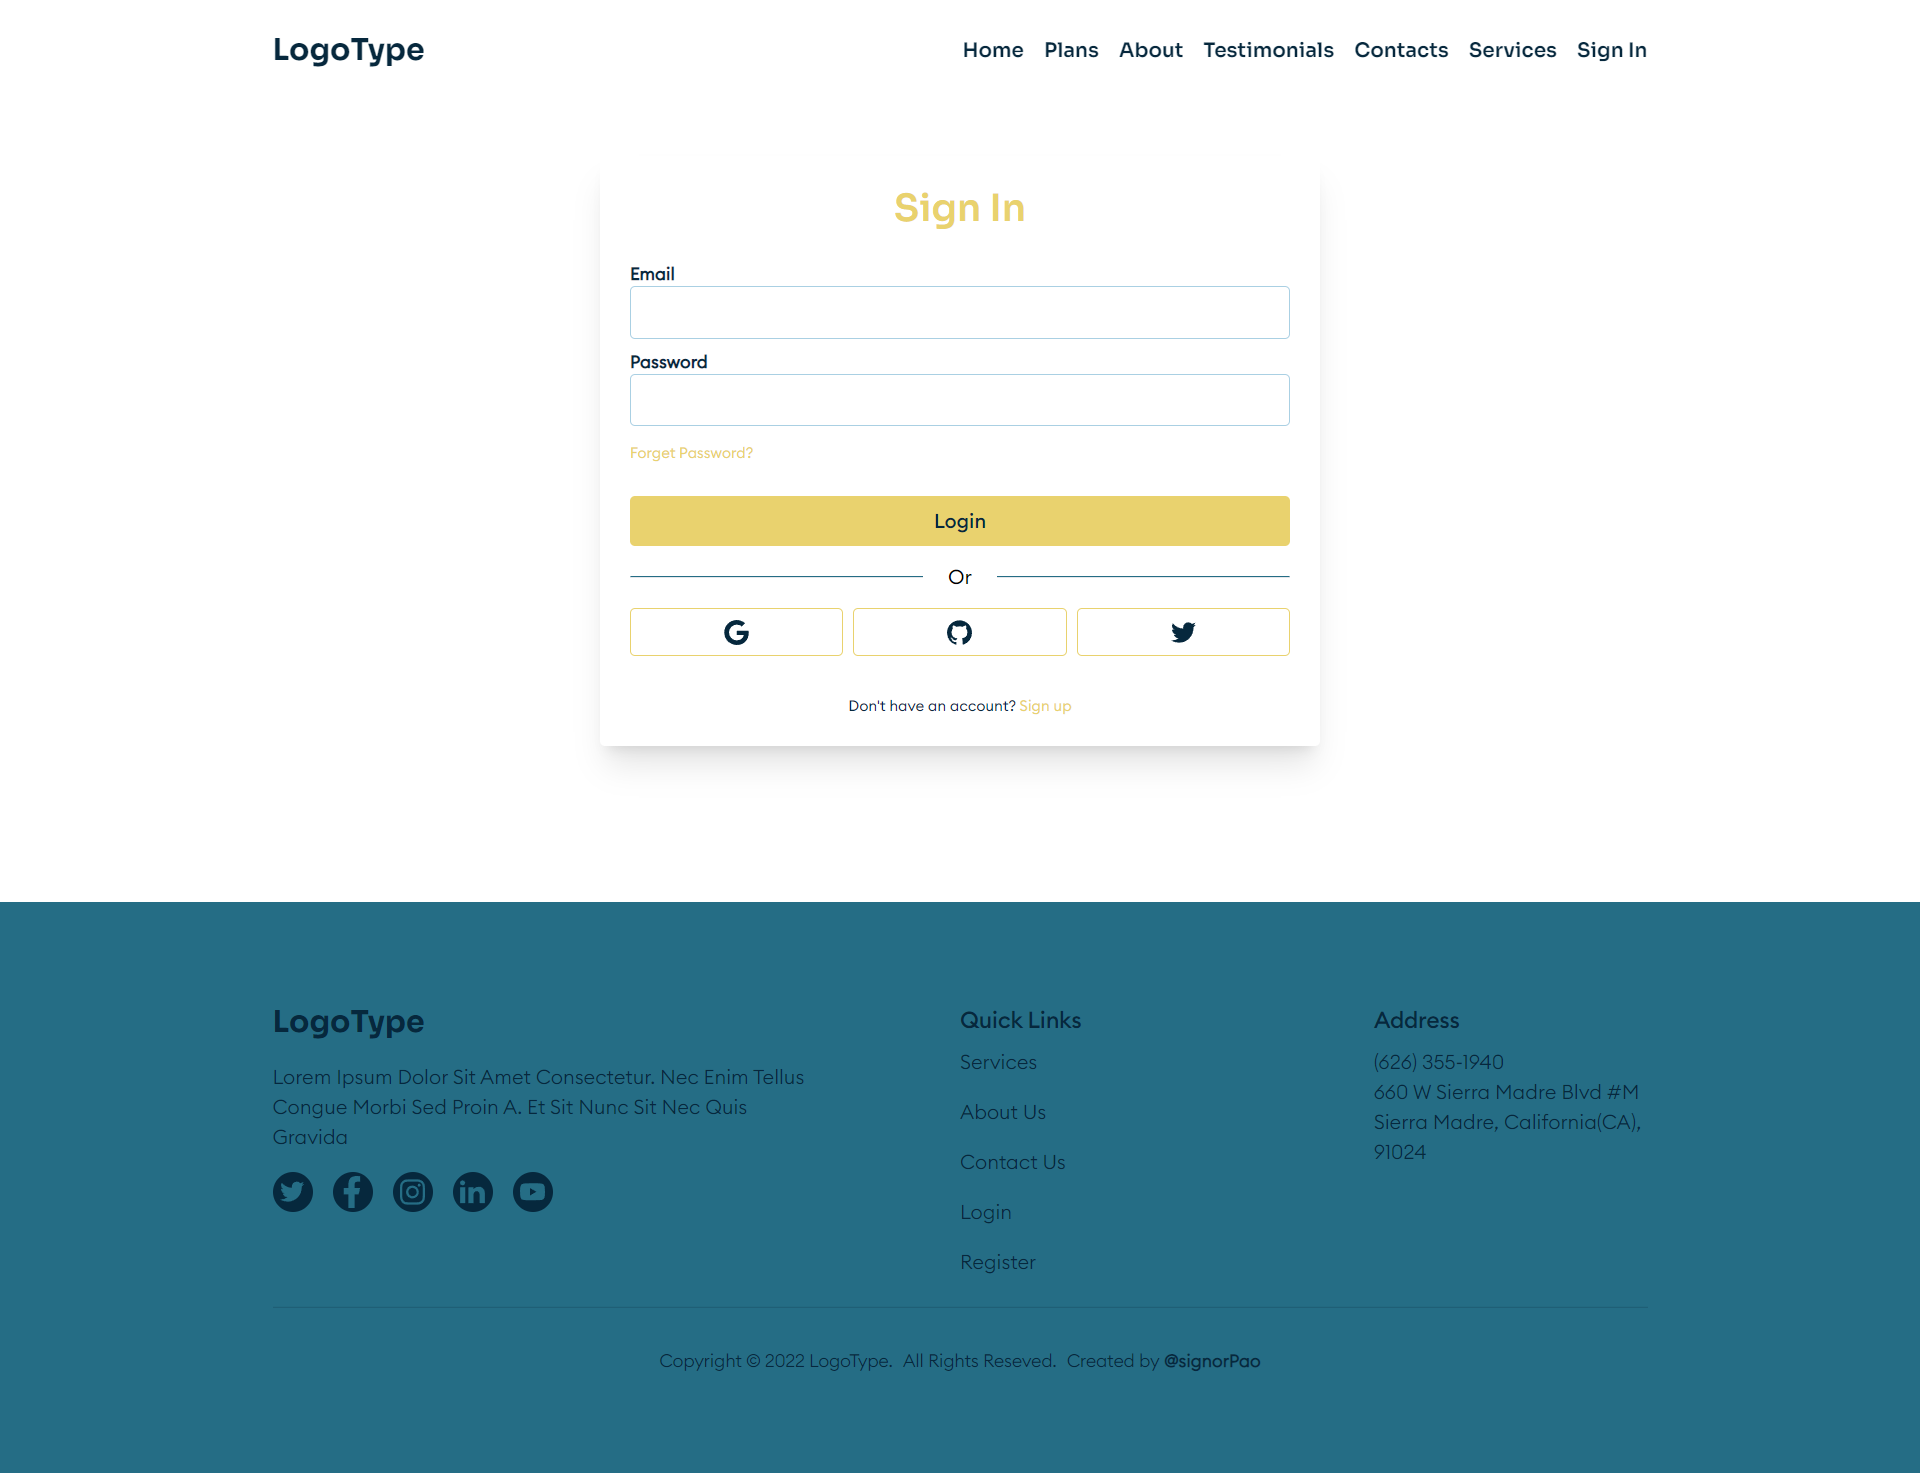 LogoType
Home Plans About Testimonials Contacts Services Sign In
Sign In
Email
Password
Forget Password?
Login
Or
Don't have an account? Sign up
LogoType
Lorem Ipsum Dolor Sit Amet Consectetur. Nec Enim Tellus
Congue Morbi Sed Proin A. Et Sit Nunc Sit Nec Quis
Gravida
Quick Links
Services
About Us
Contact Us
Login
Register
Address
(626) 355-1940
660 W Sierra Madre Blvd #M
Sierra Madre, California(CA),
91024
Copyright © 2022 LogoType. All Rights Reseved. Created by @signorPao